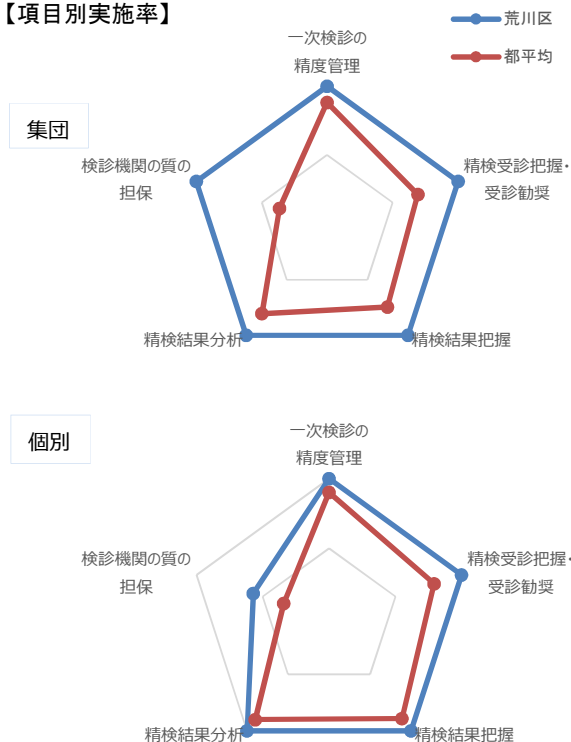 【項目別実施率】
荒川区
都平均
集団
一次検診の
精度管理
精検受診把握・
受診勧奨
精検結果把握
精検結果分析
検診機関の質の
担保
個別
一次検診の
精度管理
精検受診把握・
受診勧奨
精検結果把握
精検結果分析
検診機関の質の
担保